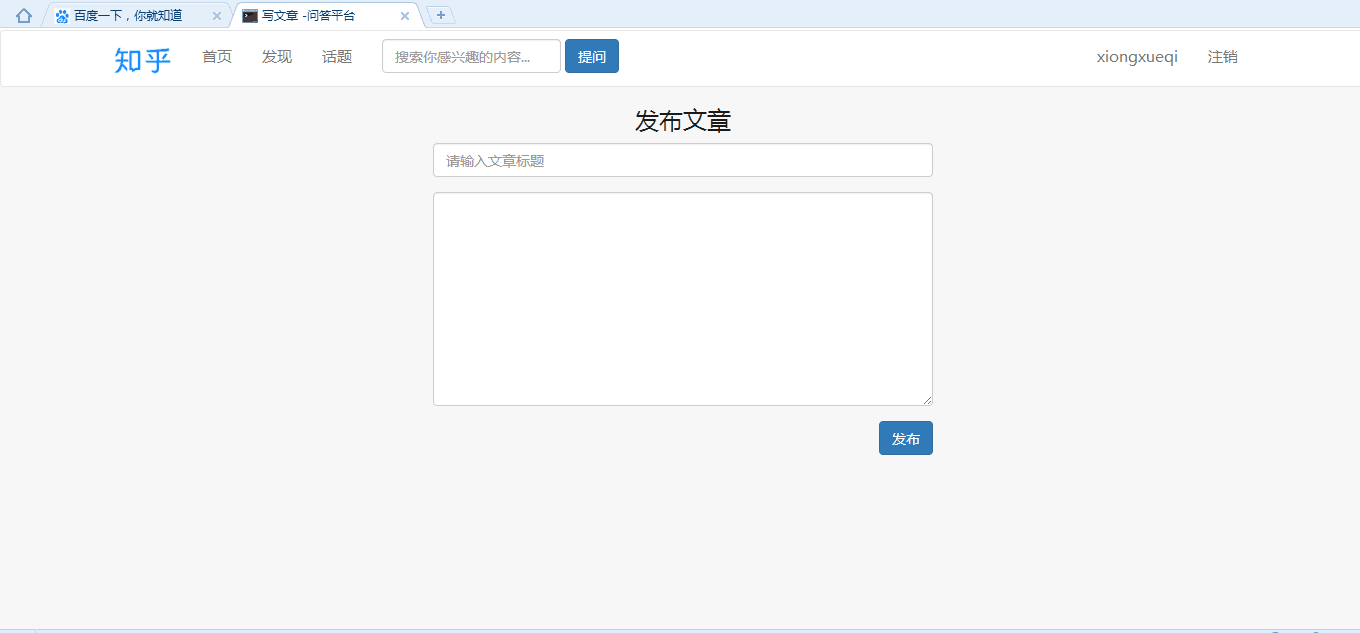 百度一下，你就知道 写文章 -问答平台
知乎 首页 发现 话题 搜索你感兴趣的内容... 提问 xiongxueqi 注销
发布文章
请输入文章标题
发布